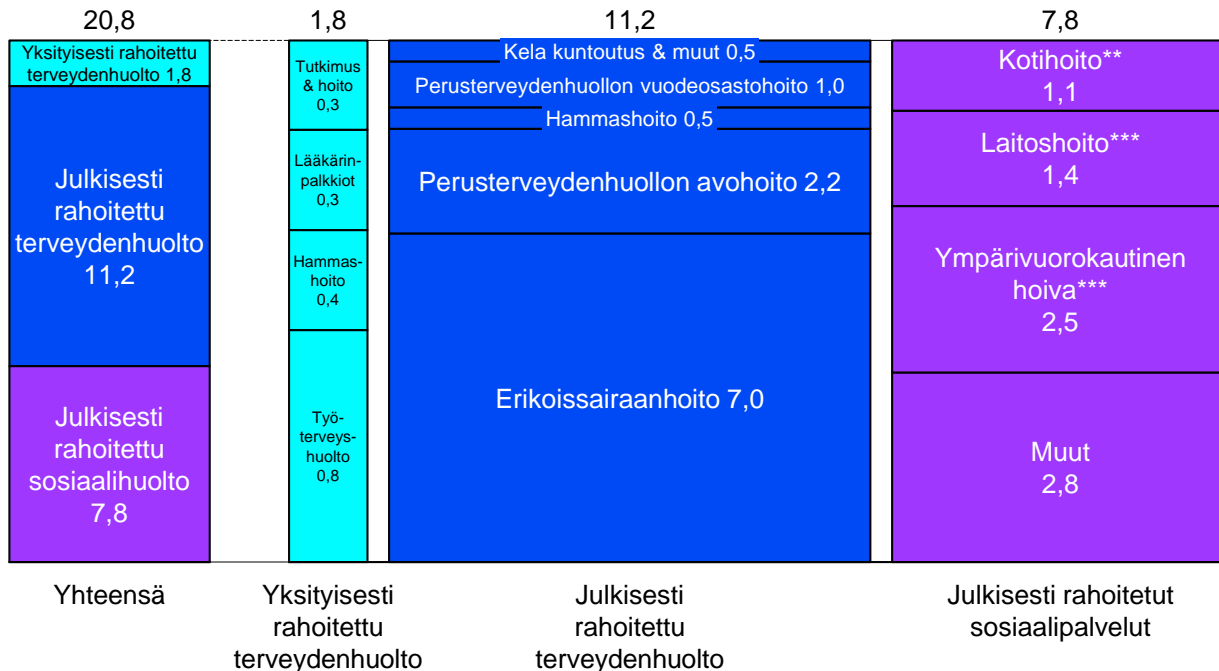 20,8
Yksityisesti rahoitettu
terveydenhuolto 1,8
Julkisesti
rahoitettu
terveydenhuolto
11,2
Julkisesti
rahoitettu
sosiaalihuolto
7,8
Yhteensä
1,8
Tutkimus
& hoito
0,3
Lääkärin-
palkkiot
0,3
Hammas-
hoito
0,4
Työ-
terveys-
huolto
0,8
Yksityisesti
rahoitettu
terveydenhuolto
11,2
Kela kuntoutus & muut 0,5
Perusterveydenhuollon vuodeosastohoito 1,0
Hammashoito 0,5
Perusterveydenhuollon avohoito 2,2
Erikoissairaanhoito 7,0
Julkisesti
rahoitettu
terveydenhuolto
7,8
Kotihoito**
1,1
Laitoshoito***
1,4
Ympärivuorokautinen
hoiva***
2,5
Muut
2,8
Julkisesti rahoitetut
sosiaalipalvelut